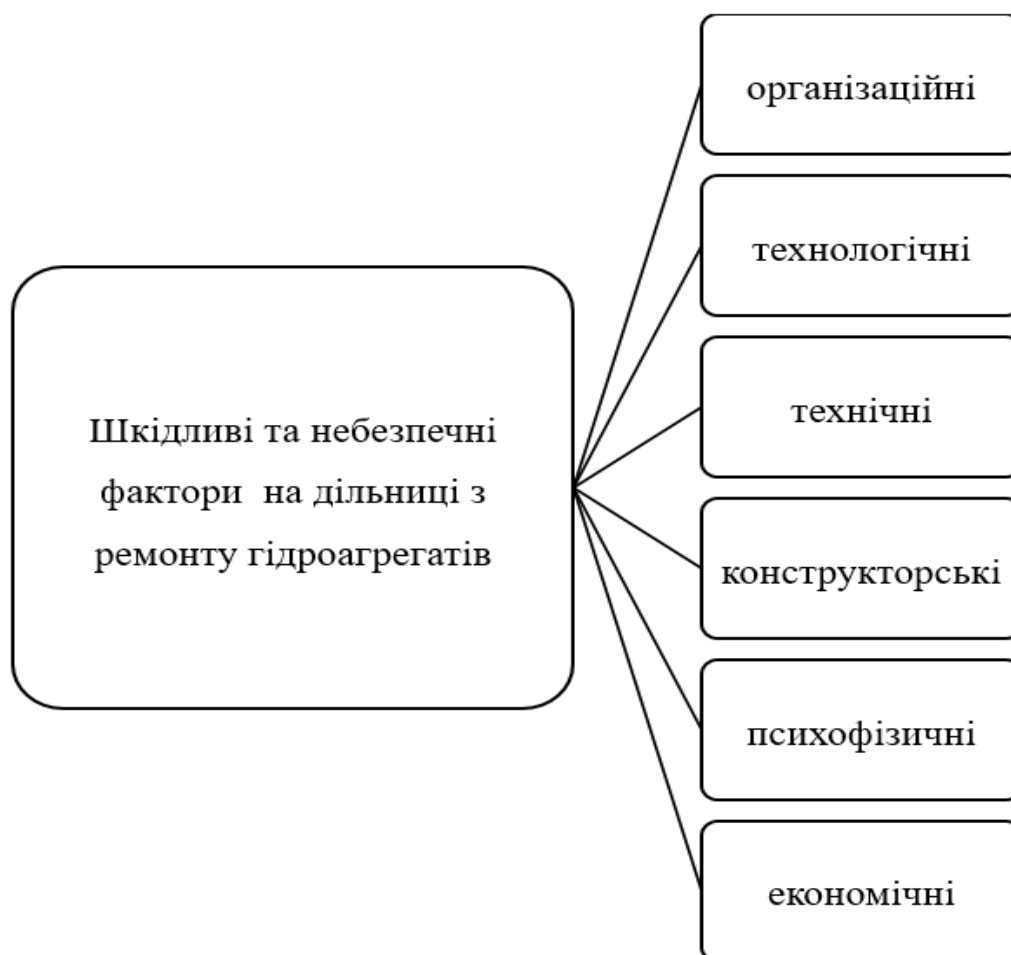 Шкідливі та небезпечні
фактори на дільниці з
ремонту гідроагрегатів
організаційні
технологічні
технічні
конструкторські
психофізичні
економічні